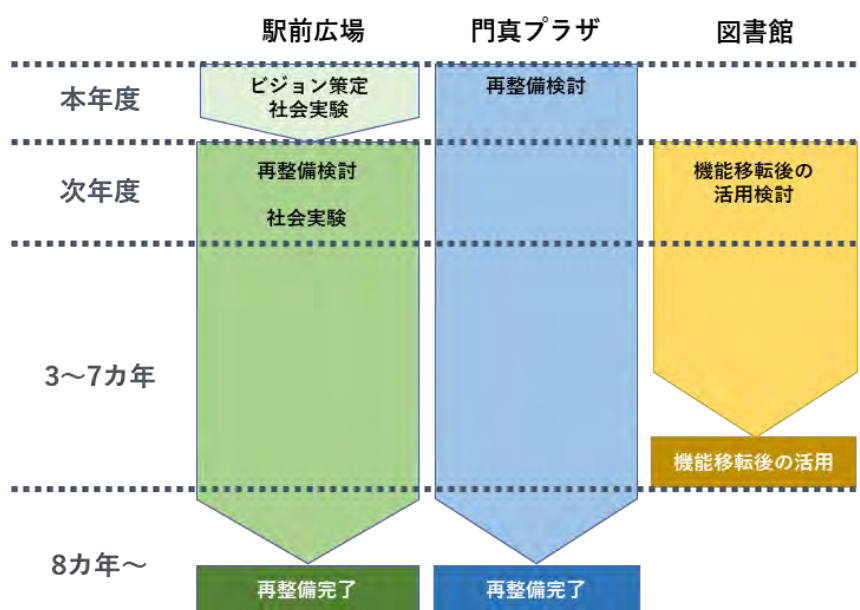 駅前広場
門真プラザ
図書館
本年度
ビジョン策定
社会実験
再整備検討
次年度
再整備検討
社会実験
機能移転後の
活用検討
3～7カ年
機能移転後の活用
8カ年～
再整備完了
再整備完了